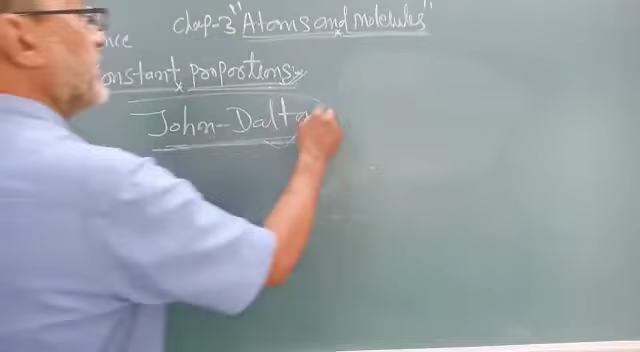 nce chap-3 "Atoms and molecules"
onstant proportions
John-Dalton